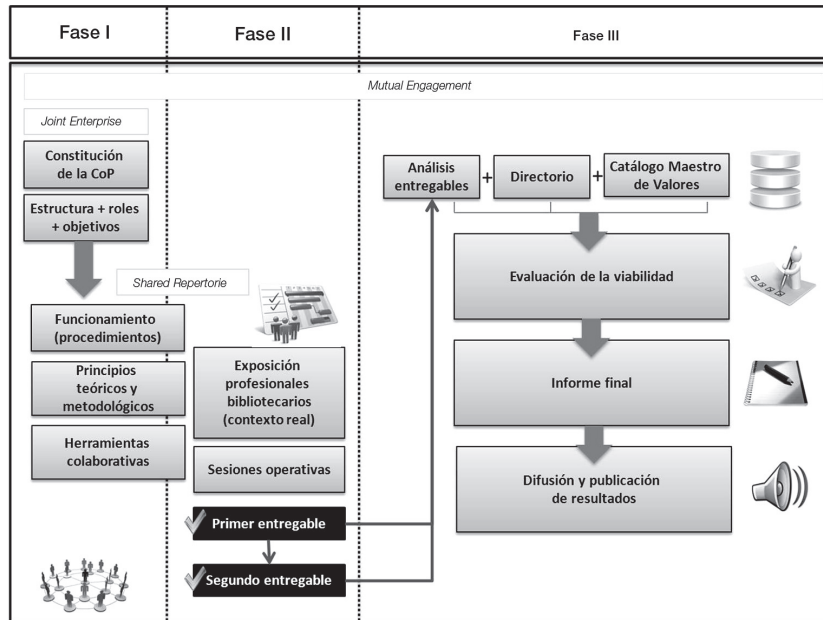 Fase I
Fase II
Fase III
Mutual Engagement
Joint Enterprise
Constitución
de la CoP
Estructura + roles
+ objetivos
Shared Repertorie
Funcionamiento
(procedimientos)
Principios
teóricos y
metodológicos
Herramientas
colaborativas
Exposición
profesionales
bibliotecarios
(contexto real)
Sesiones operativas
Primer entregable
Segundo entregable
Análisis
entregables
+
Directorio
+
Catálogo Maestro
de Valores
Evaluación de la viabilidad
Informe final
Difusión y publicación
de resultados